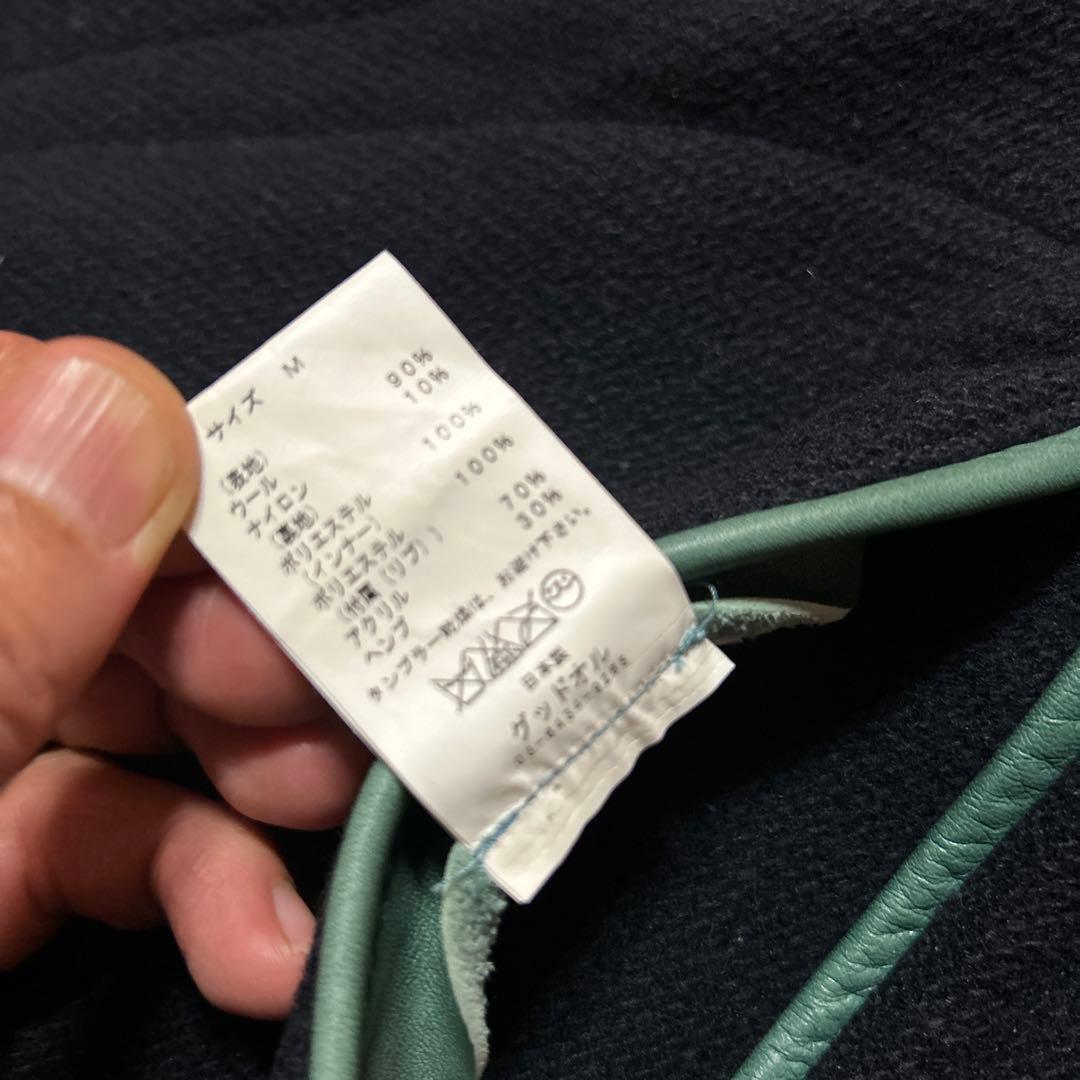 サイズ M
(表地)
ウール 90%
ナイロン 10%
(裏地)
ポリエステル 100%
(インナー)
ポリエステル 100%
(付属(リブ))
アクリル 70%
ヘンプ 30%
タンブラー乾燥は、お避け下さい。
日本製
グッドオル